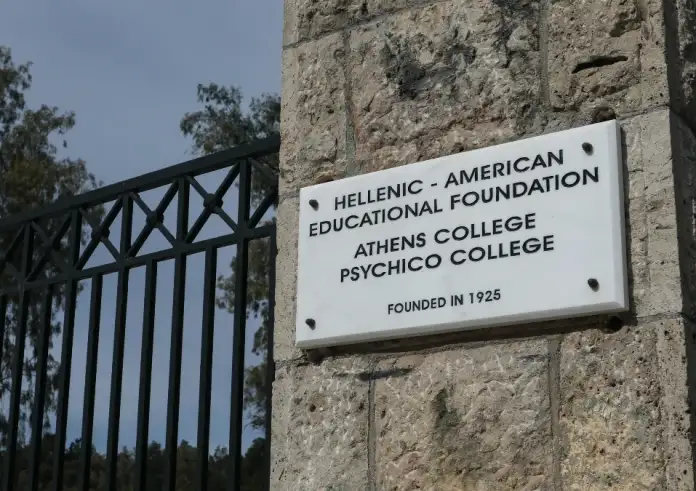 HELLENIC - AMERICAN
EDUCATIONAL FOUNDATION
ATHENS COLLEGE
PSYCHICO COLLEGE
FOUNDED IN 1925